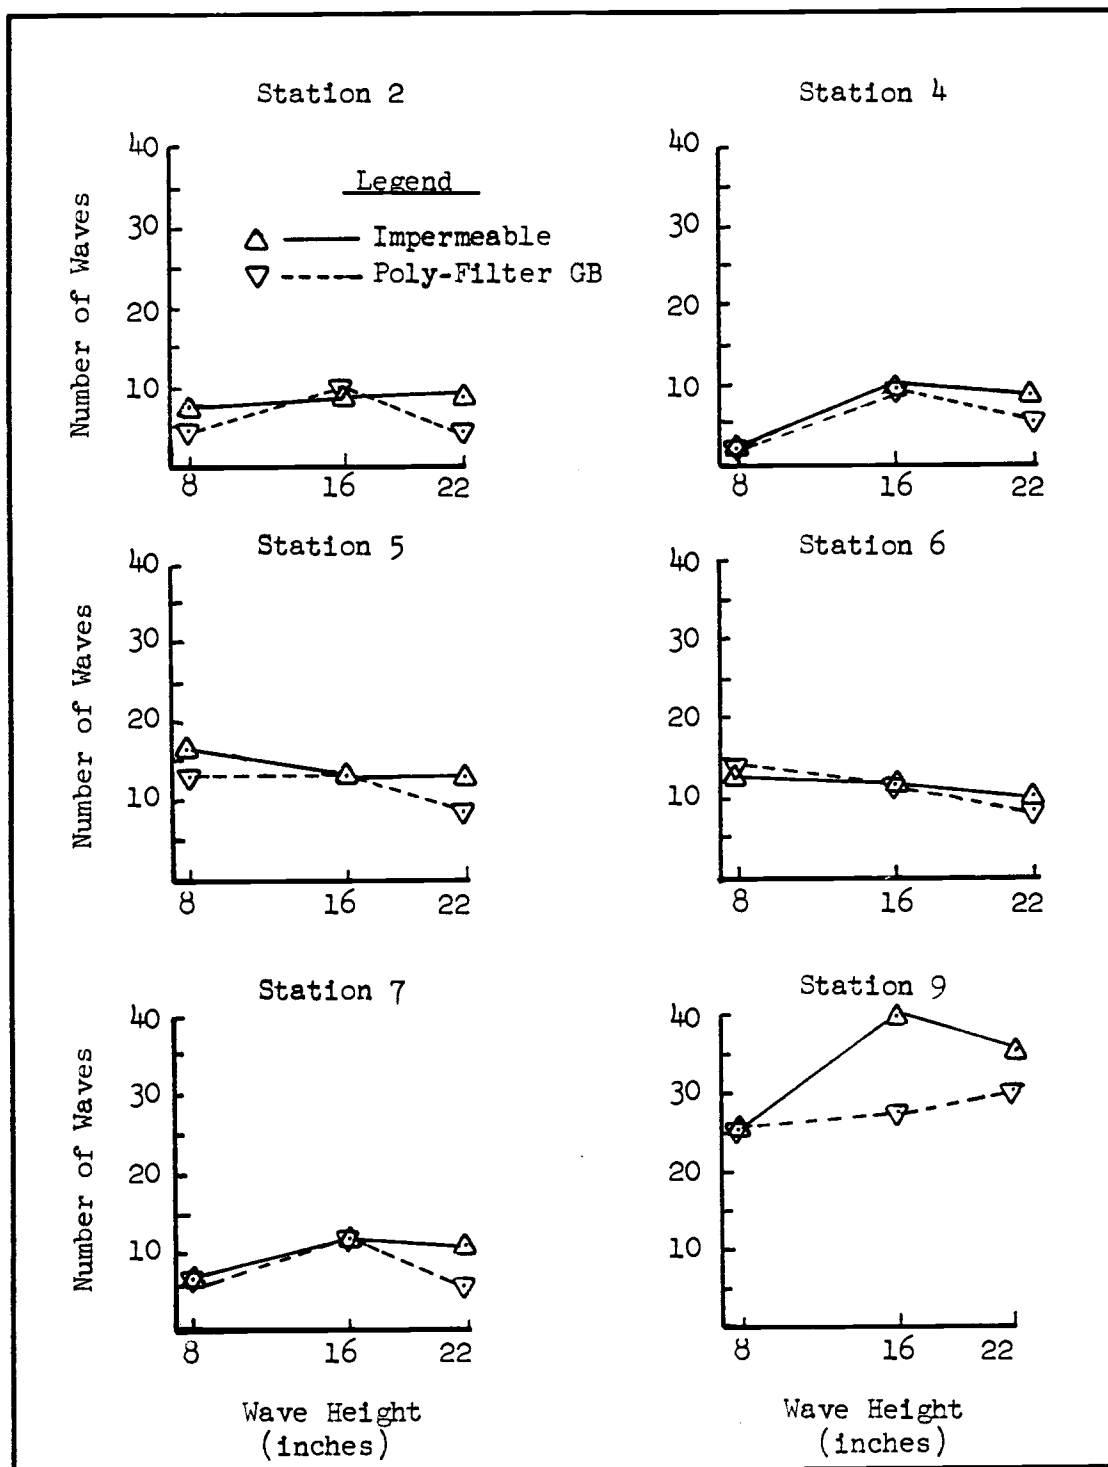 Station 2
Number of Waves
40
30
20
10
8 16 22
Legend
Impermeable
Poly-Filter GB
Station 4
40
30
20
10
8 16 22
Station 5
Number of Waves
40
30
20
10
8 16 22
Station 6
40
30
20
10
8 16 22
Station 7
Number of Waves
40
30
20
10
8 16 22
Wave Height
(inches)
Station 9
40
30
20
10
8 16 22
Wave Height
(inches)